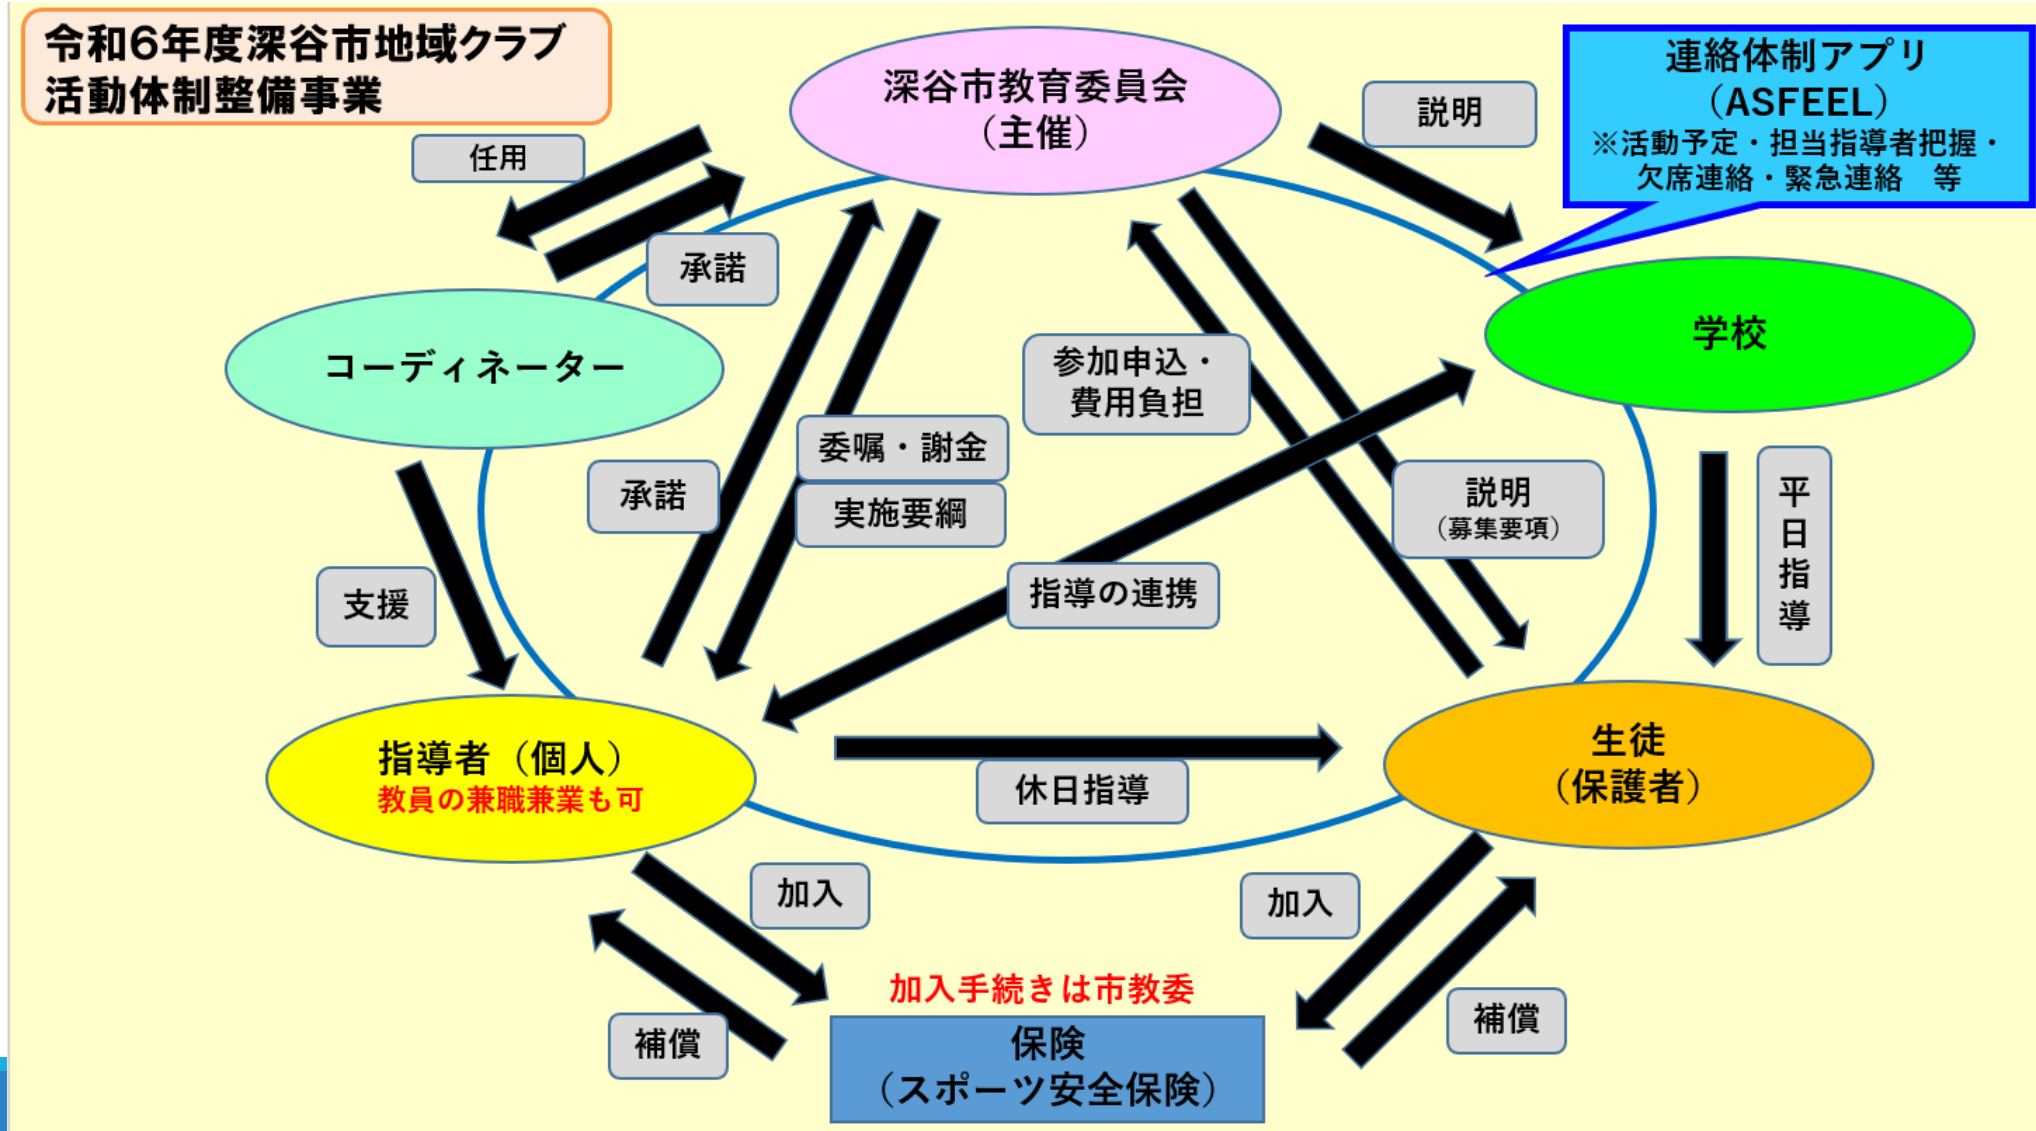 令和6年度深谷市地域クラブ
活動体制整備事業
深谷市教育委員会
（主催）
連絡体制アプリ
（ASFEEL）
※活動予定・担当指導者把握・
欠席連絡・緊急連絡　等
任用
説明
承諾
学校
コーディネーター
参加申込・
費用負担
委嘱・謝金
実施要綱
承諾
説明
（募集要項）
平
日
指
導
指導の連携
支援
指導者（個人）
教員の兼職兼業も可
休日指導
生徒
（保護者）
加入
加入
加入手続きは市教委
補償
補償
保険
（スポーツ安全保険）